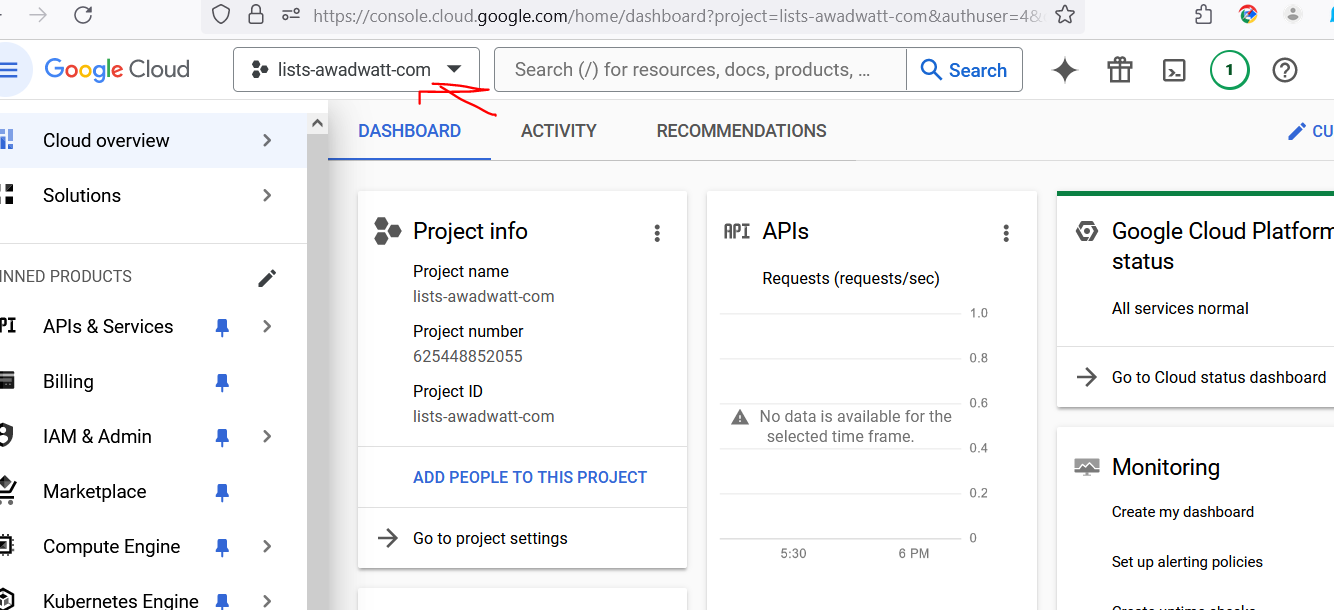 https://console.cloud.google.com/home/dashboard?project=lists-awadwatt-com&authuser=4&
Google Cloud
lists-awadwatt-com
Search (/) for resources, docs, products, ...
Search
1
Cloud overview
Solutions
INNED PRODUCTS
PI
APIs & Services
Billing
IAM & Admin
Marketplace
Compute Engine
Kubernetes Engine
DASHBOARD
ACTIVITY
RECOMMENDATIONS
CU
Project info
Project name
lists-awadwatt-com
Project number
625448852055
Project ID
lists-awadwatt-com
ADD PEOPLE TO THIS PROJECT
Go to project settings
API APIs
Requests (requests/sec)
1.0
0.8
0.6
No data is available for the
selected time frame.
0.4
0.2
0
5:30
6 PM
Google Cloud Platform
status
All services normal
Go to Cloud status dashboard
Monitoring
Create my dashboard
Set up alerting policies
Create uptime checks